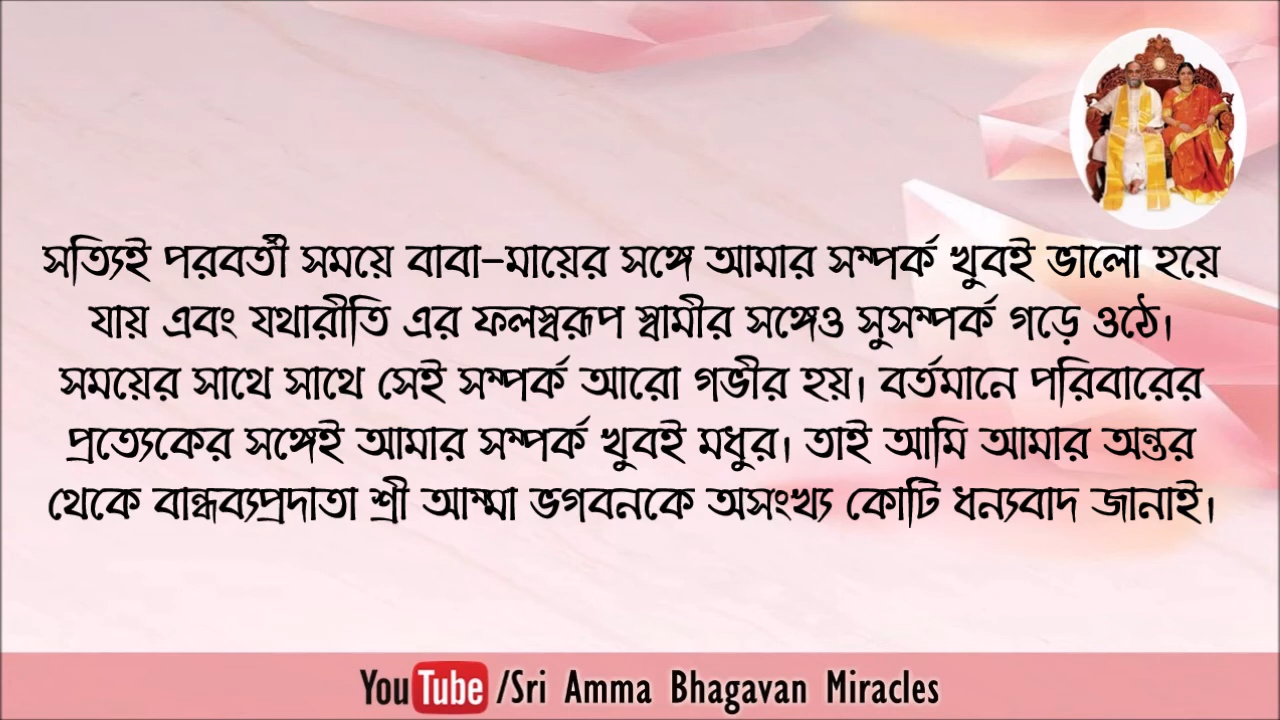 সত্যিই পরবর্তী সময়ে বাবা-মায়ের সঙ্গে আমার সম্পর্ক খুবই ভালো হয়ে
যায় এবং যথারীতি এর ফলস্বরূপ স্বামীর সঙ্গেও সুসম্পর্ক গড়ে ওঠে।
সময়ের সাথে সাথে সেই সম্পর্ক আরো গভীর হয়। বর্তমানে পরিবারের
প্রত্যেকের সঙ্গেই আমার সম্পর্ক খুবই মধুর। তাই আমি আমার অন্তর
থেকে বান্ধব্যপ্রদাতা শ্রী আম্মা ভগবনকে অসংখ্য কোটি ধন্যবাদ জানাই।
YouTube /Sri Amma Bhagavan Miracles